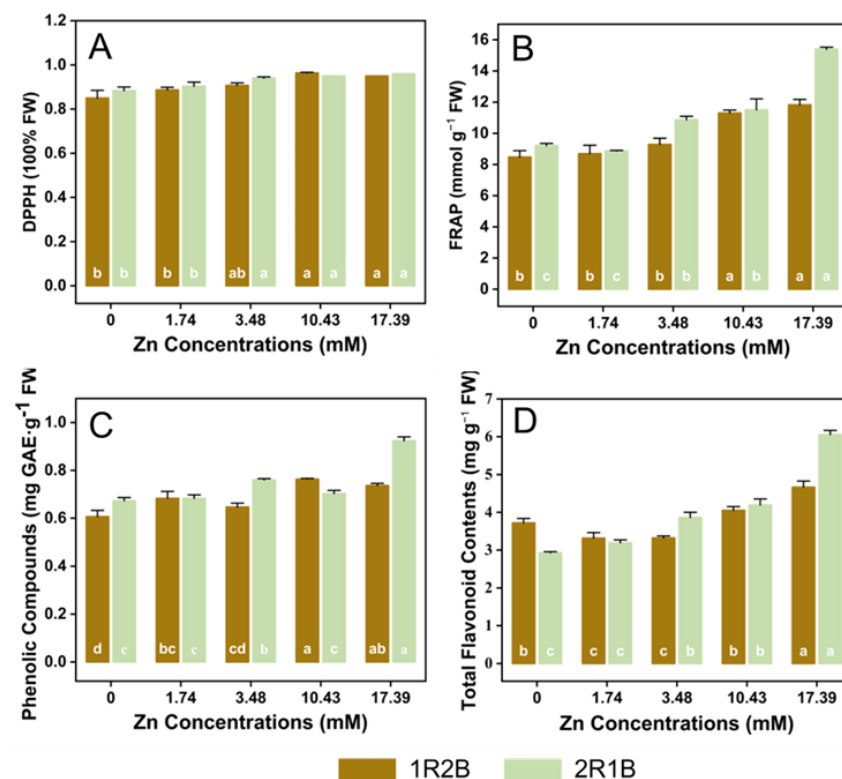 A
DPPH (100% FW)
1.2
1.0
0.8
0.6
0.4
0.2
0.0
b b b b ab a a a a a
0 1.74 3.48 10.43 17.39
Zn Concentrations (mM)
B
FRAP (mmol g⁻¹ FW)
16
14
12
10
8
6
4
2
0
b c b c b b a b a a
0 1.74 3.48 10.43 17.39
Zn Concentrations (mM)
C
Phenolic Compounds (mg GAE·g⁻¹ FW
1.0
0.8
0.6
0.4
0.2
0.0
d c bc c cd b a c ab a
0 1.74 3.48 10.43 17.39
Zn Concentrations (mM)
D
Total Flavonoid Contents (mg g⁻¹ FW)
7
6
5
4
3
2
1
0
b c c c c b b b a a
0 1.74 3.48 10.43 17.39
Zn Concentrations (mM)
1R2B 2R1B